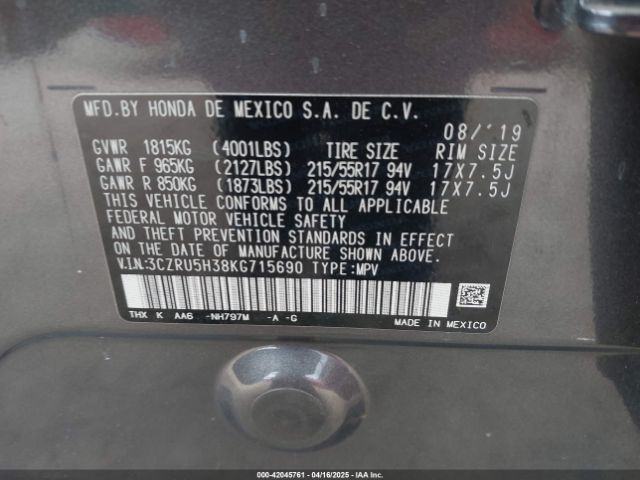 MFD.BY HONDA DE MEXICO S.A. DE C.V.
08/'19
GVWR 1815KG (4001LBS) TIRE SIZE RIM SIZE
GAWR F 965KG (2127LBS) 215/55R17 94V 17X7.5J
GAWR R 850KG (1873LBS) 215/55R17 94V 17X7.5J
THIS VEHICLE CONFORMS TO ALL APPLICABLE
FEDERAL MOTOR VEHICLE SAFETY
AND THEFT PREVENTION STANDARDS IN EFFECT
ON THE DATE OF MANUFACTURE SHOWN ABOVE.
V.I.N:3CZRU5H38KG715690 TYPE:MPV
THX K AA6 -NH797M -A -G MADE IN MEXICO
000-42045761 - 04/16/2025 - IAAI.COM